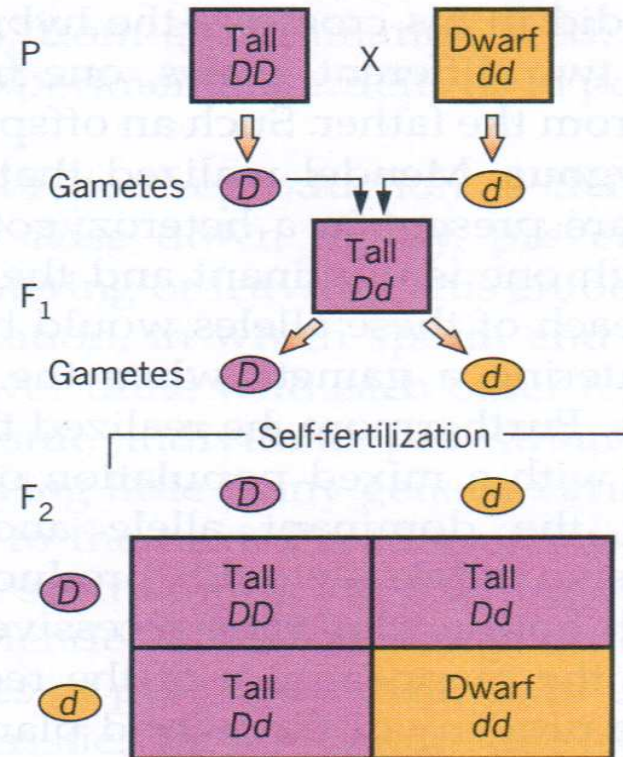 P
Tall X Dwarf
DD dd
Gametes D d
Tall
Dd
F1
Gametes D d
Self-fertilization
F2
D d
D Tall Tall
DD Dd
d Tall Dwarf
Dd dd